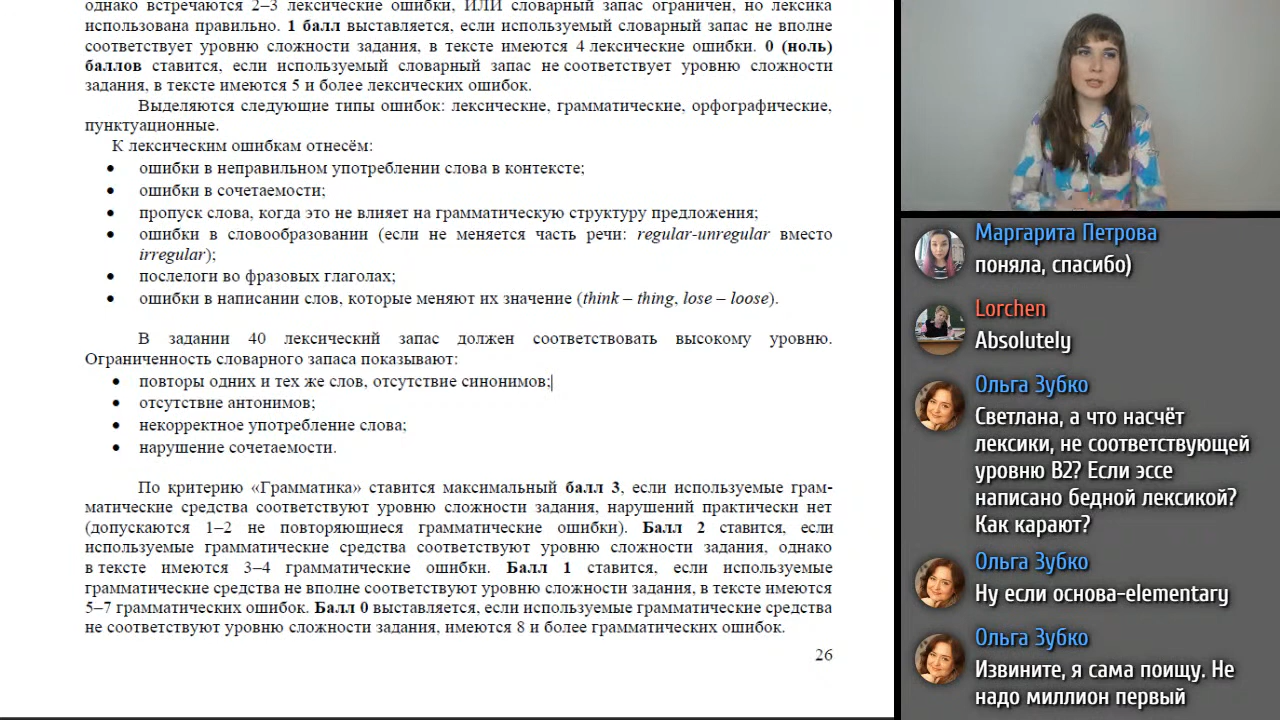 однако встречаются 2–3 лексические ошибки, ИЛИ словарный запас ограничен, но лексика
использована правильно. 1 балл выставляется, если используемый словарный запас не вполне
соответствует уровню сложности задания, в тексте имеются 4 лексические ошибки. 0 (ноль)
баллов ставится, если используемый словарный запас не соответствует уровню сложности
задания, в тексте имеются 5 и более лексических ошибок.
Выделяются следующие типы ошибок: лексические, грамматические, орфографические,
пунктуационные.
К лексическим ошибкам отнесём:
• ошибки в неправильном употреблении слова в контексте;
• ошибки в сочетаемости;
• пропуск слова, когда это не влияет на грамматическую структуру предложения;
• ошибки в словообразовании (если не меняется часть речи: regular-unregular вместо
irregular);
• послелоги во фразовых глаголах;
• ошибки в написании слов, которые меняют их значение (think – thing, lose – loose).
В задании 40 лексический запас должен соответствовать высокому уровню.
Ограниченность словарного запаса показывают:
• повторы одних и тех же слов, отсутствие синонимов;
• отсутствие антонимов;
• некорректное употребление слова;
• нарушение сочетаемости.
По критерию «Грамматика» ставится максимальный балл 3, если используемые грам-
матические средства соответствуют уровню сложности задания, нарушений практически нет
(допускаются 1–2 не повторяющиеся грамматические ошибки). Балл 2 ставится, если
используемые грамматические средства соответствуют уровню сложности задания, однако
в тексте имеются 3–4 грамматические ошибки. Балл 1 ставится, если используемые
грамматические средства не вполне соответствуют уровню сложности задания, в тексте имеются
5–7 грамматических ошибок. Балл 0 выставляется, если используемые грамматические средства
не соответствуют уровню сложности задания, имеются 8 и более грамматических ошибок.
26
Маргарита Петрова
поняла, спасибо)
Lorchen
Absolutely
Ольга Зубко
Светлана, а что насчёт
лексики, не соответствующей
уровню B2? Если эссе
написано бедной лексикой?
Как карают?
Ольга Зубко
Ну если основа-elementary
Ольга Зубко
Извините, я сама поищу. Не
надо миллион первый